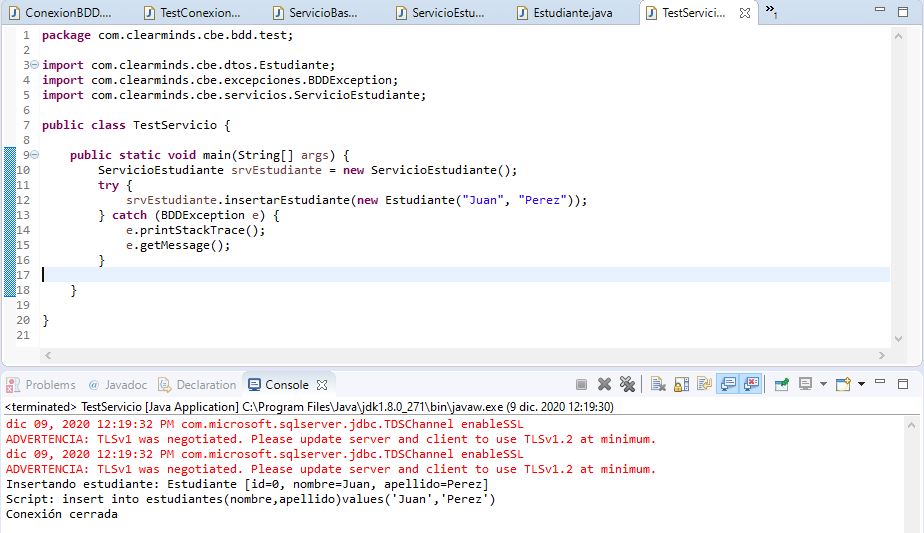 ConexionBDD.... TestConexion... ServicioBas... ServicioEstu... Estudiante.java TestServici... »1
1 package com.clearminds.cbe.bdd.test;
2
3 import com.clearminds.cbe.dtos.Estudiante;
4 import com.clearminds.cbe.excepciones.BDDException;
5 import com.clearminds.cbe.servicios.ServicioEstudiante;
6
7 public class TestServicio {
8
9     public static void main(String[] args) {
10         ServicioEstudiante srvEstudiante = new ServicioEstudiante();
11         try {
12             srvEstudiante.insertarEstudiante(new Estudiante("Juan", "Perez"));
13         } catch (BDDException e) {
14             e.printStackTrace();
15             e.getMessage();
16         }
17
18     }
19
20 }
21
Problems @ Javadoc Declaration Console
<terminated> TestServicio [Java Application] C:\Program Files\Java\jdk1.8.0_271\bin\javaw.exe (9 dic. 2020 12:19:30)
dic 09, 2020 12:19:32 PM com.microsoft.sqlserver.jdbc.TDSChannel enableSSL
ADVERTENCIA: TLSv1 was negotiated. Please update server and client to use TLSv1.2 at minimum.
dic 09, 2020 12:19:32 PM com.microsoft.sqlserver.jdbc.TDSChannel enableSSL
ADVERTENCIA: TLSv1 was negotiated. Please update server and client to use TLSv1.2 at minimum.
Insertando estudiante: Estudiante [id=0, nombre=Juan, apellido=Perez]
Script: insert into estudiantes(nombre,apellido)values('Juan','Perez')
Conexión cerrada